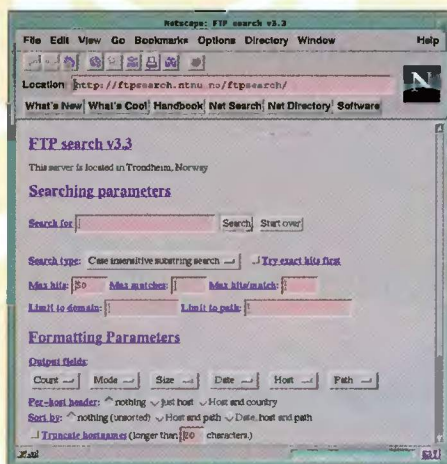 Netscape: FTP search v3.3
File Edit View Go Bookmarks Options Directory Window Help
Location: http://ftpsearch.ntnu.no/ftpsearch/
N
What's New What's Cool Handbook Net Search Net Directory Software
FTP search v3.3
This server is located in Trondheim, Norway
Searching parameters
Search for Search Start over
Search type: Case insensitive substring search Try exact hits first
Max hits: 50 Max matches: Max hits/match:
Limit to domain: Limit to path:
Formatting Parameters
Output fields:
Count Mode Size Date Host Path
Per-host header: nothing just host Host and country
Sort by: nothing (unsorted) Host and path Date, host and path
Truncate hostnames (longer than 20 characters.)